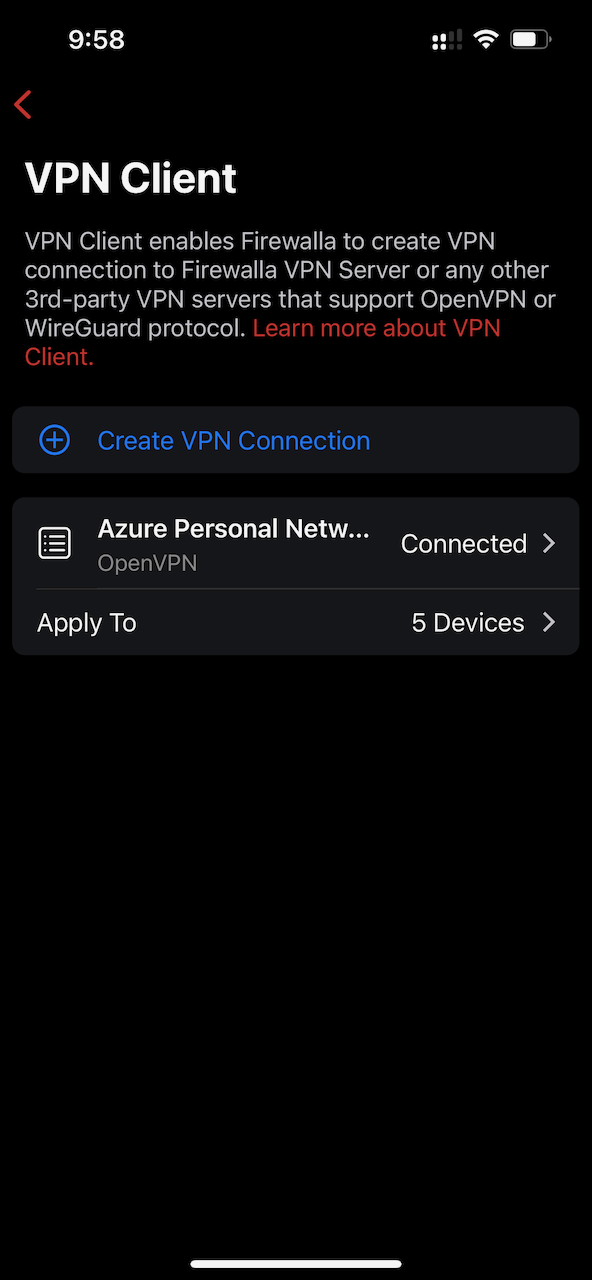 9:58
VPN Client
VPN Client enables Firewalla to create VPN
connection to Firewalla VPN Server or any other
3rd-party VPN servers that support OpenVPN or
WireGuard protocol. Learn more about VPN
Client.
Create VPN Connection
Azure Personal Netw...
OpenVPN
Connected
Apply To
5 Devices